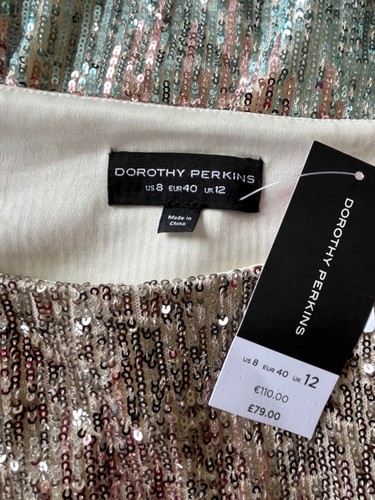 DOROTHY PERKINS
US 8 EUR 40 UK 12
Made in
China
DOROTHY PERKINS
US 8 EUR 40 UK 12
€110.00
£79.00